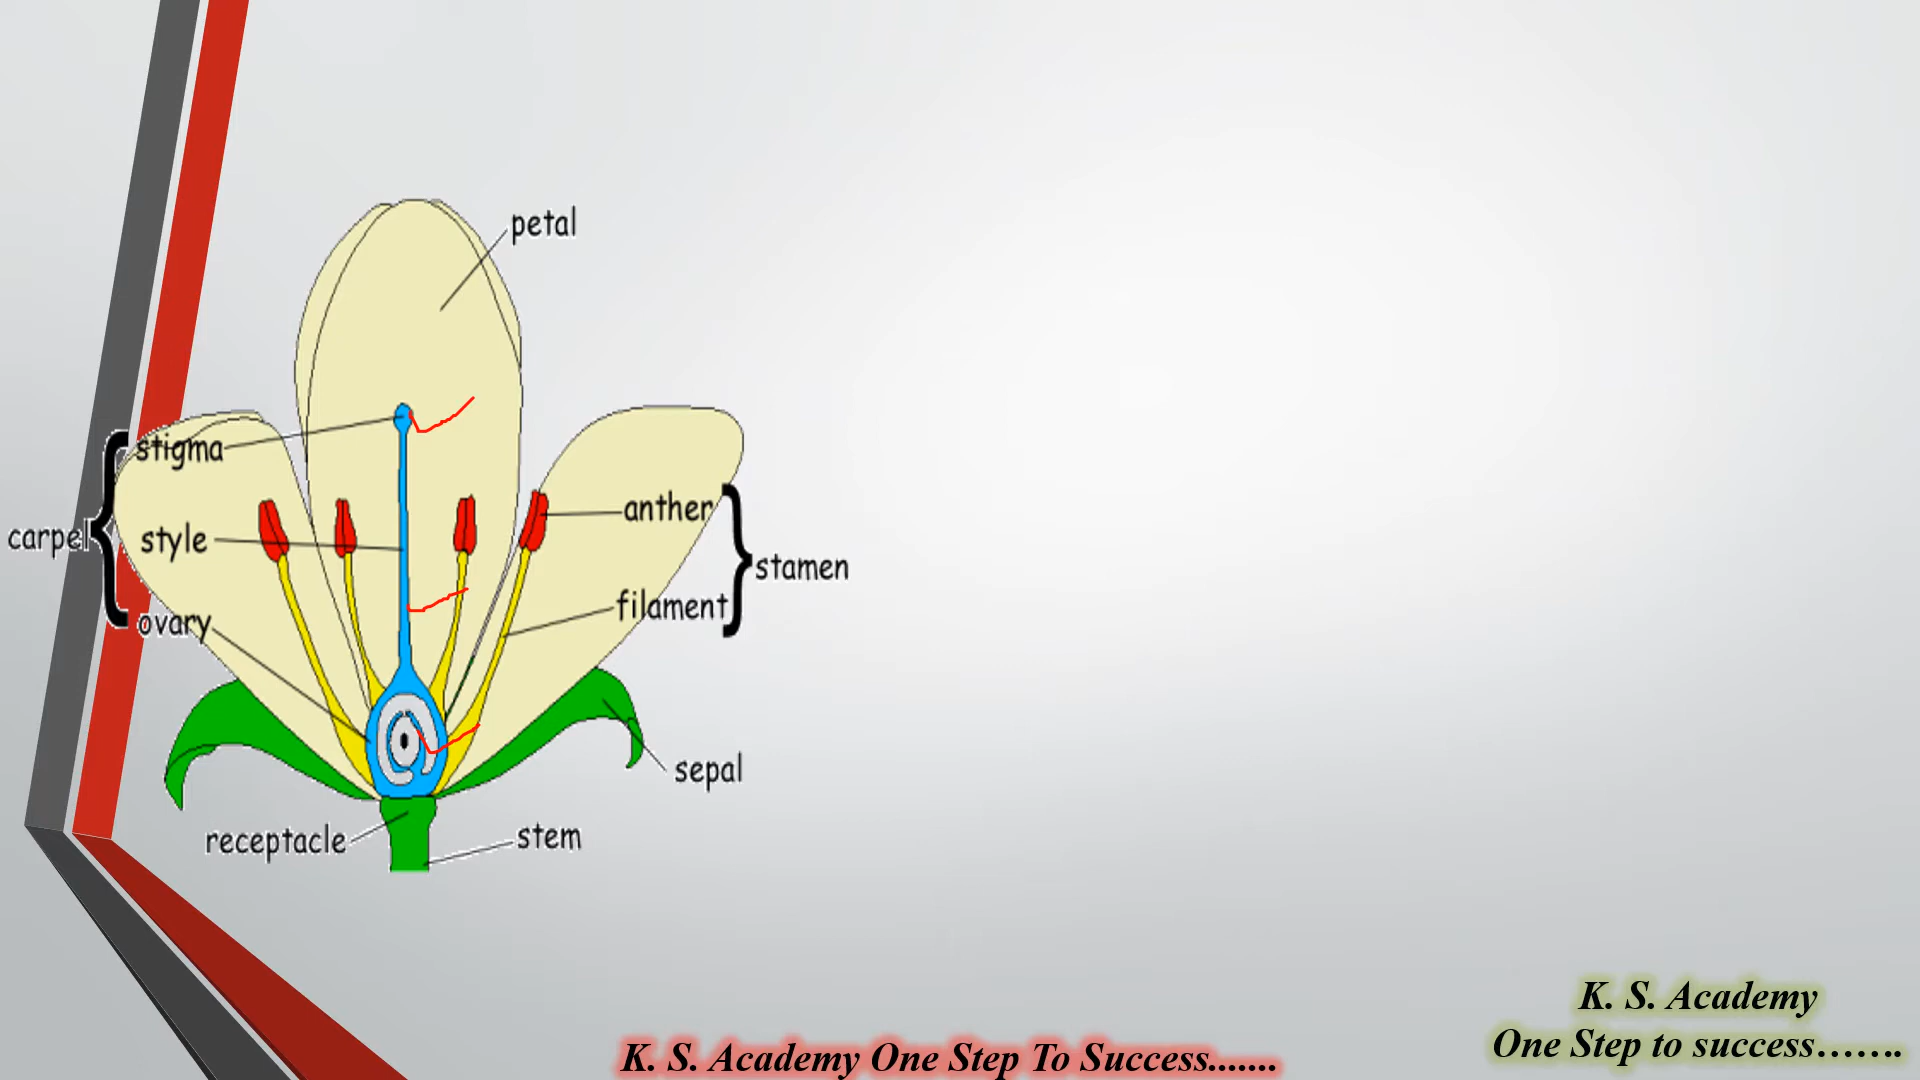 petal
stigma
anther
carpel
style
stamen
filament
ovary
sepal
receptacle
stem
K. S. Academy
One Step to success…….
K. S. Academy One Step To Success.......